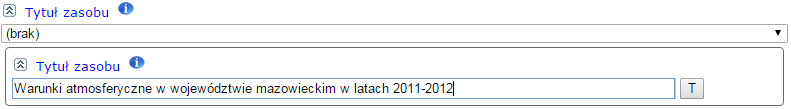 Tytuł zasobu
(brak)
Tytuł zasobu
Warunki atmosferyczne w województwie mazowieckim w latach 2011-2012
T